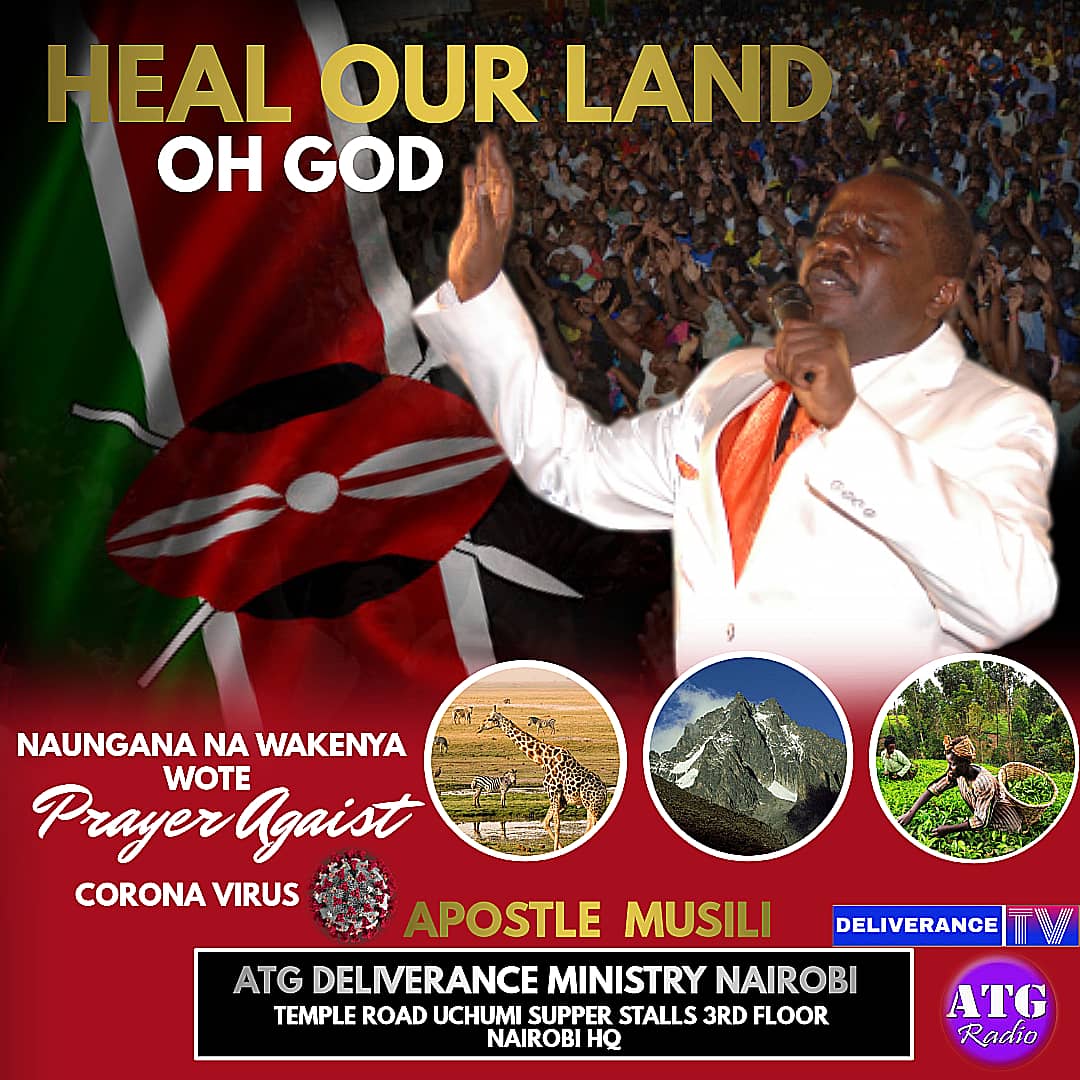 HEAL OUR LAND
OH GOD
NAUNGANA NA WAKENYA
WOTE
Prayer Agaist
CORONA VIRUS
APOSTLE MUSILI
DELIVERANCE TV
ATG DELIVERANCE MINISTRY NAIROBI
TEMPLE ROAD UCHUMI SUPPER STALLS 3RD FLOOR
NAIROBI HQ
ATG
Radio